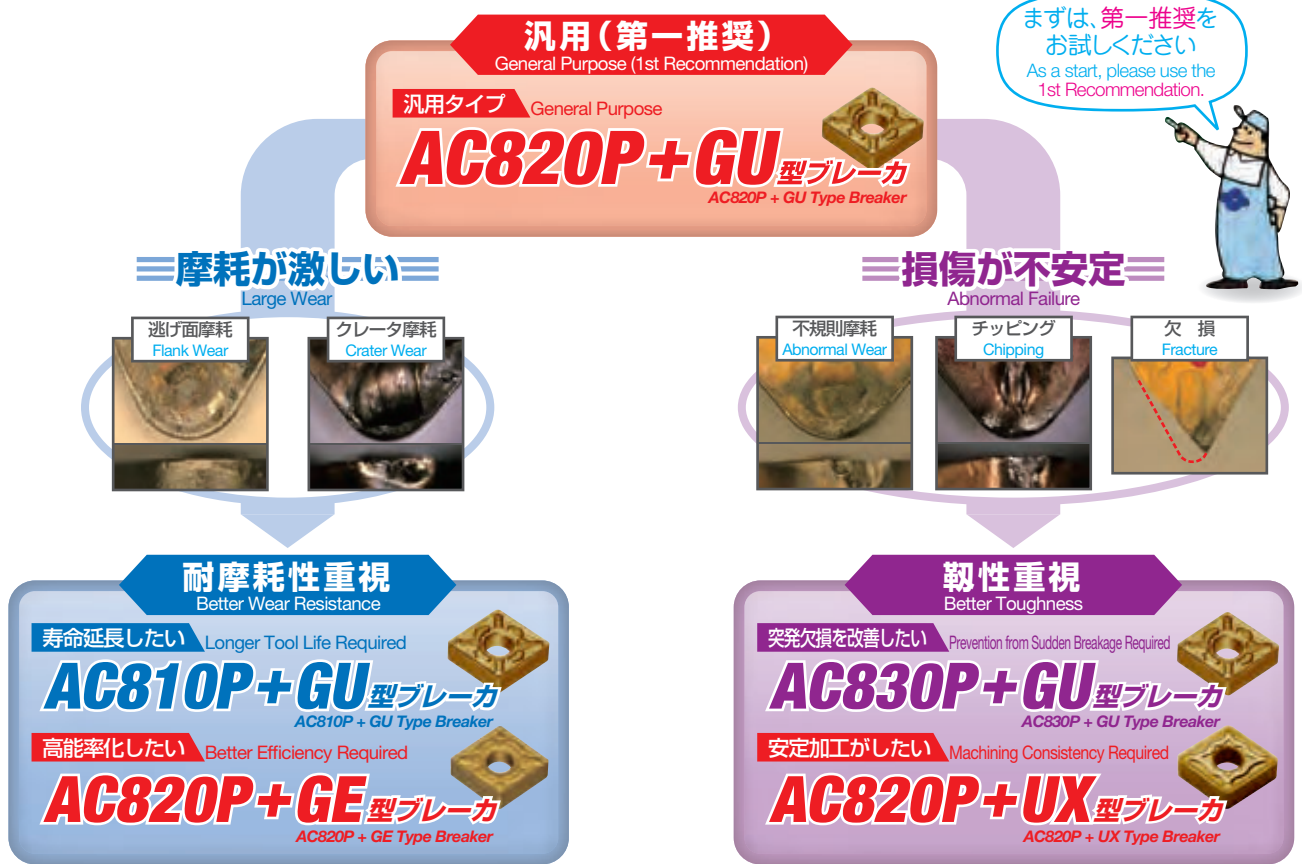 汎用(第一推奨)
General Purpose (1st Recommendation)
まずは、第一推奨を
お試しください
As a start, please use the
1st Recommendation.
汎用タイプ General Purpose
AC820P+GU型ブレーカ
AC820P + GU Type Breaker
摩耗が激しい
Large Wear
逃げ面摩耗
Flank Wear
クレータ摩耗
Crater Wear
損傷が不安定
Abnormal Failure
不規則摩耗
Abnormal Wear
チッピング
Chipping
欠 損
Fracture
耐摩耗性重視
Better Wear Resistance
寿命延長したい Longer Tool Life Required
AC810P+GU型ブレーカ
AC810P + GU Type Breaker
高能率化したい Better Efficiency Required
AC820P+GE型ブレーカ
AC820P + GE Type Breaker
靱性重視
Better Toughness
突発欠損を改善したい Prevention from Sudden Breakage Required
AC830P+GU型ブレーカ
AC830P + GU Type Breaker
安定加工がしたい Machining Consistency Required
AC820P+UX型ブレーカ
AC820P + UX Type Breaker